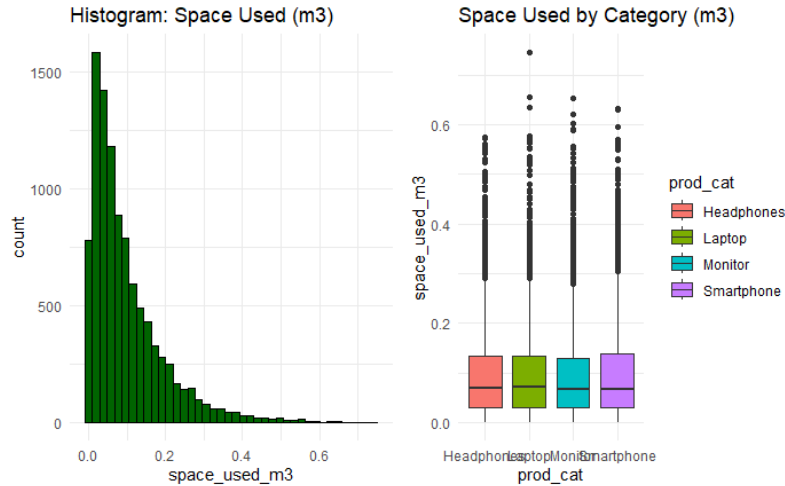 Histogram: Space Used (m3)
1500
1000
500
0
count
0.0 0.2 0.4 0.6
space_used_m3
Space Used by Category (m3)
0.6
0.4
0.2
0.0
space_used_m3
Headphones Laptop Monitor Smartphone
prod_cat
prod_cat
Headphones
Laptop
Monitor
Smartphone